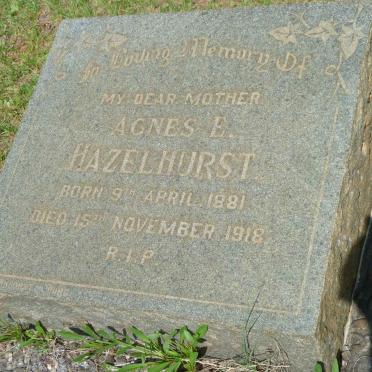 In Loving Memory Of
MY DEAR MOTHER
AGNES E.
HAZELHURST.
BORN 9TH APRIL 1881.
DIED 15TH NOVEMBER 1918.
R.I.P.